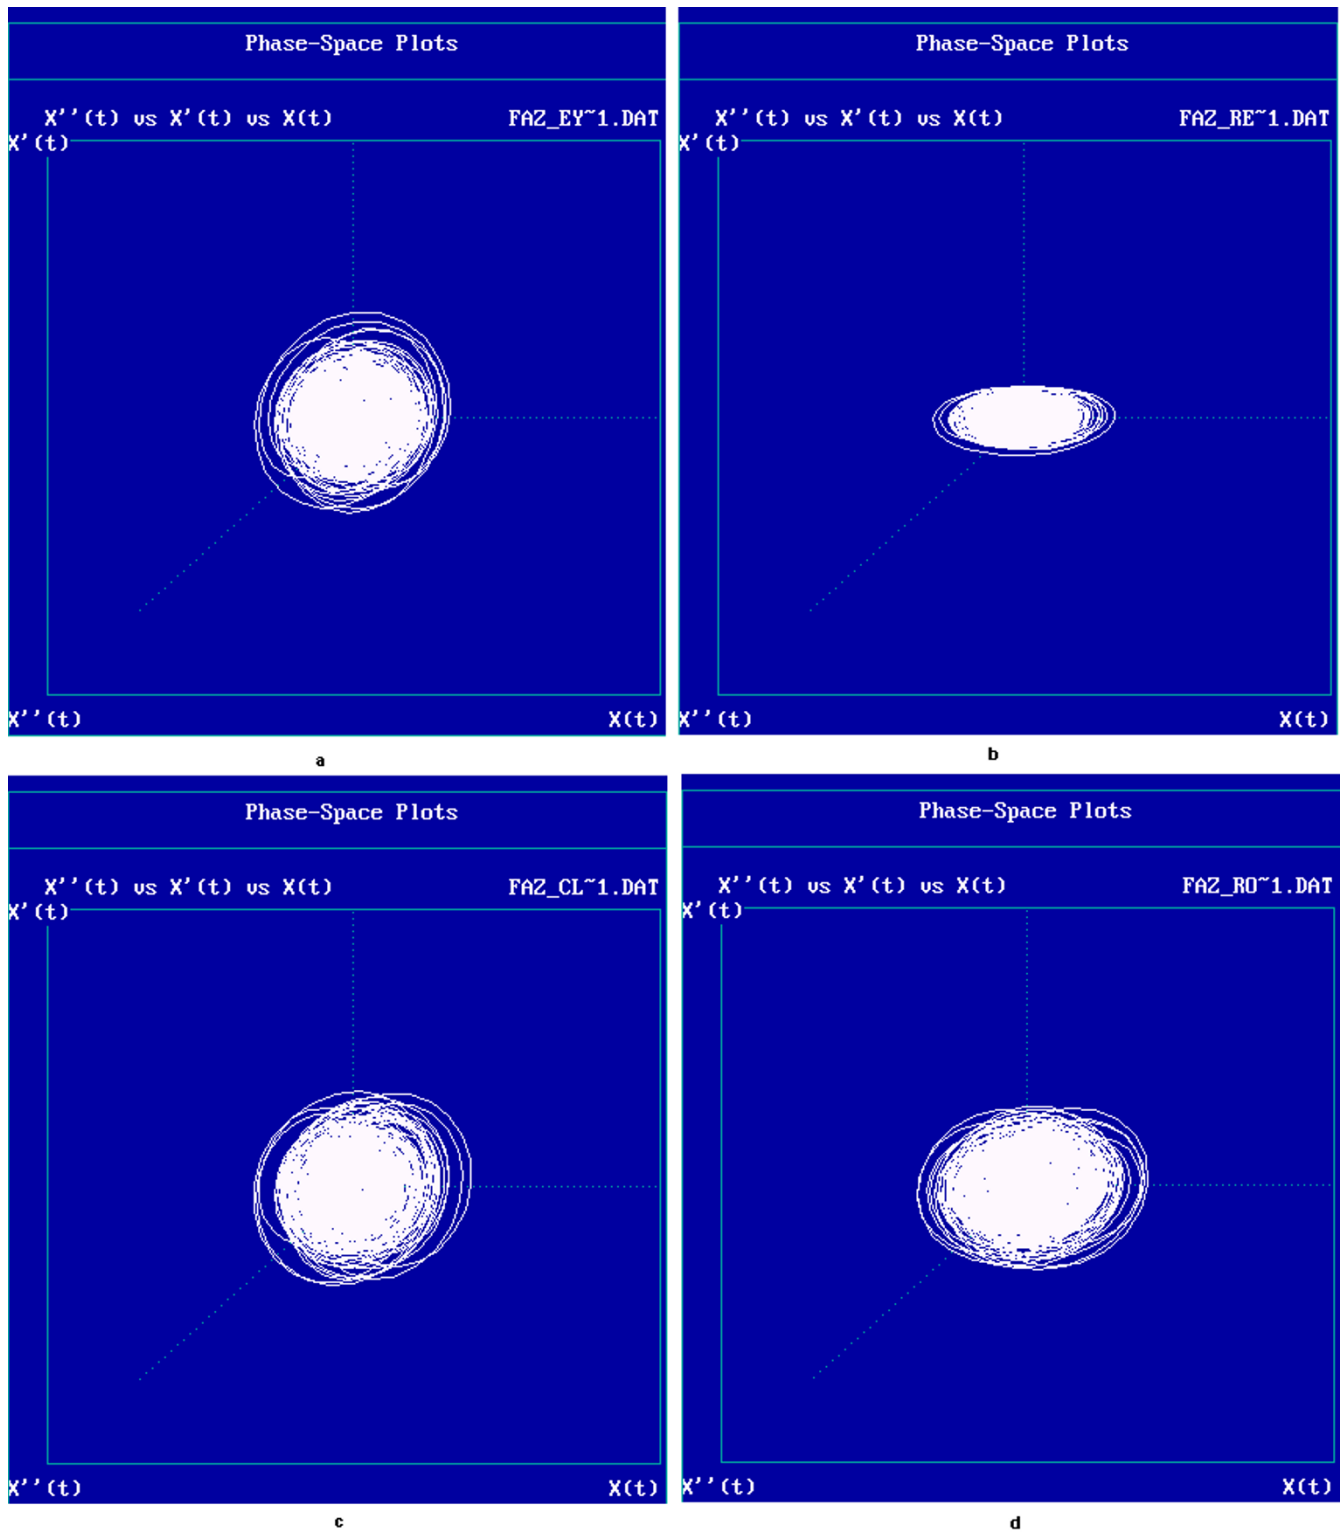 Phase-Space Plots
X''(t) vs X'(t) vs X(t) FAZ_EY~1.DAT
X'(t)
X''(t) X(t)
a
Phase-Space Plots
X''(t) vs X'(t) vs X(t) FAZ_RE~1.DAT
X'(t)
X''(t) X(t)
b
Phase-Space Plots
X''(t) vs X'(t) vs X(t) FAZ_CL~1.DAT
X'(t)
X''(t) X(t)
c
Phase-Space Plots
X''(t) vs X'(t) vs X(t) FAZ_RO~1.DAT
X'(t)
X''(t) X(t)
d